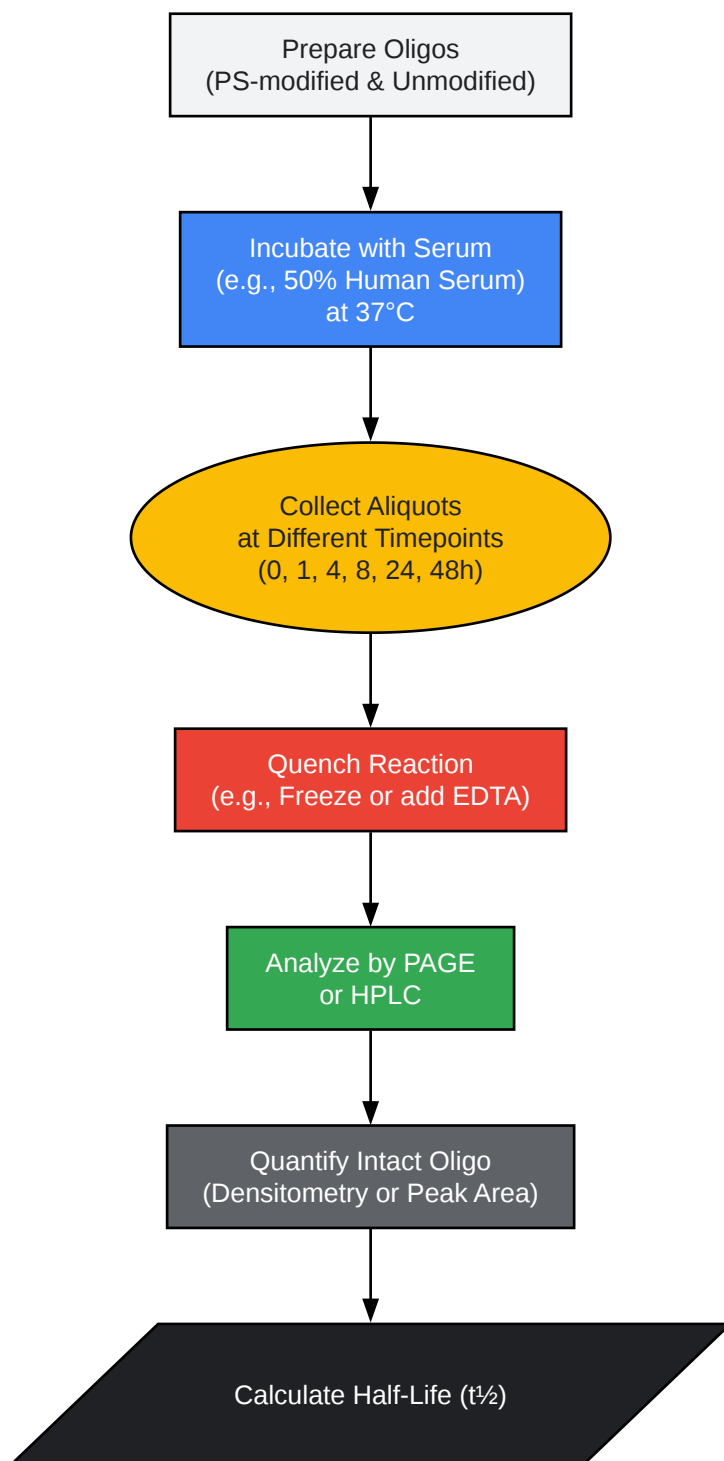 Prepare Oligos
(PS-modified & Unmodified)
Incubate with Serum
(e.g., 50% Human Serum)
at 37°C
Collect Aliquots
at Different Timepoints
(0, 1, 4, 8, 24, 48h)
Quench Reaction
(e.g., Freeze or add EDTA)
Analyze by PAGE
or HPLC
Quantify Intact Oligo
(Densitometry or Peak Area)
Calculate Half-Life (t½)